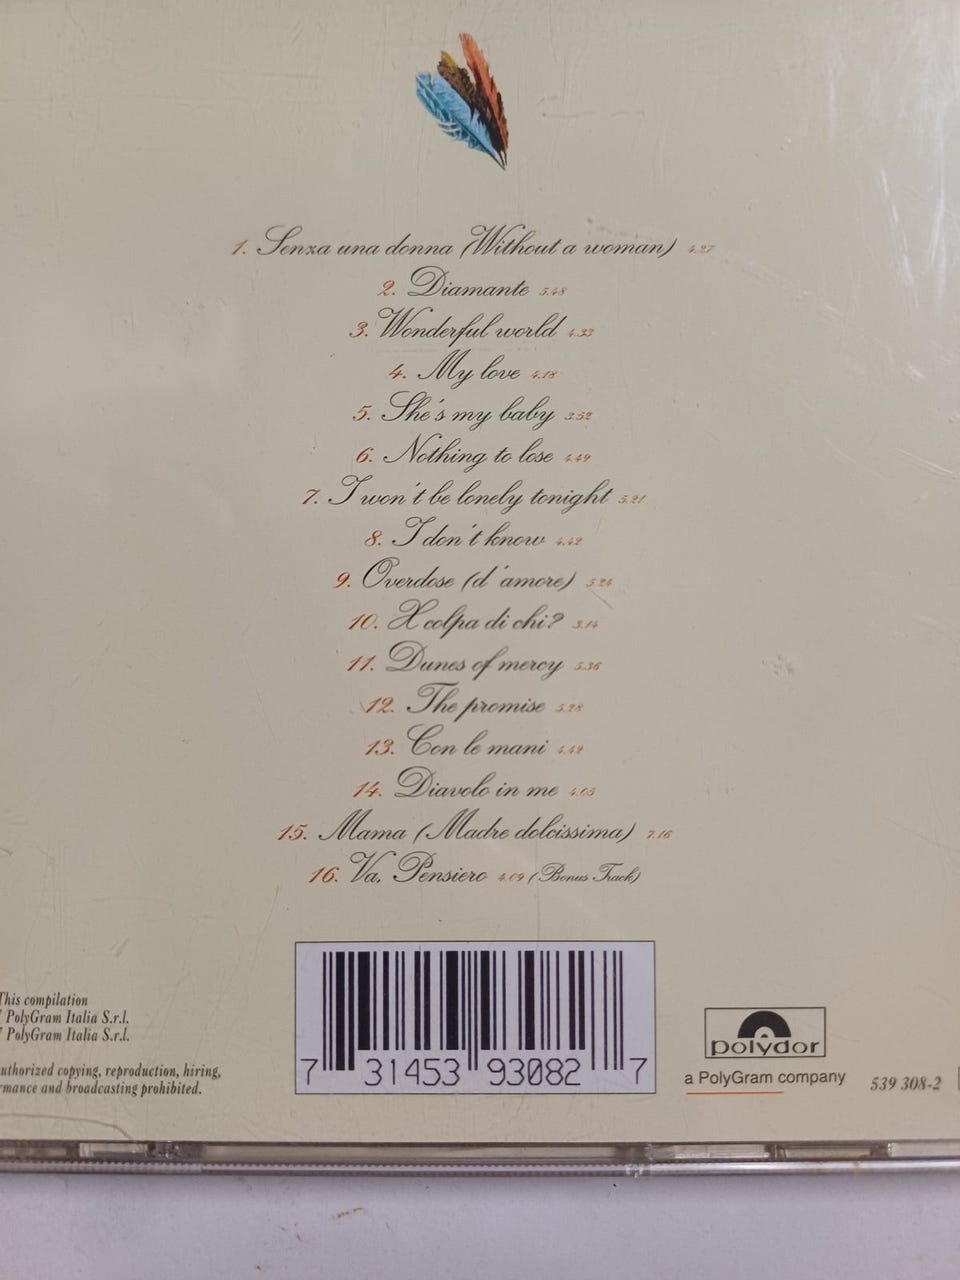 1. Senza una donna (Without a woman) 4.27
2. Diamante 5.48
3. Wonderful world 4.33
4. My love 4.18
5. She's my baby 3.52
6. Nothing to lose 4.49
7. I won't be lonely tonight 5.21
8. I don't know 4.42
9. Overdose (d'amore) 5.24
10. X colpa di chi? 3.14
11. Dunes of mercy 5.36
12. The promise 5.28
13. Con le mani 4.42
14. Diavolo in me 4.03
15. Mama (Madre dolcissima) 7.16
16. Va, Pensiero 4.09 (Bonus Track)
This compilation
PolyGram Italia S.r.l.
PolyGram Italia S.r.l.
uthorized copying, reproduction, hiring,
rmance and broadcasting prohibited.
7 31453 93082 7
polydor
a PolyGram company
539 308-2